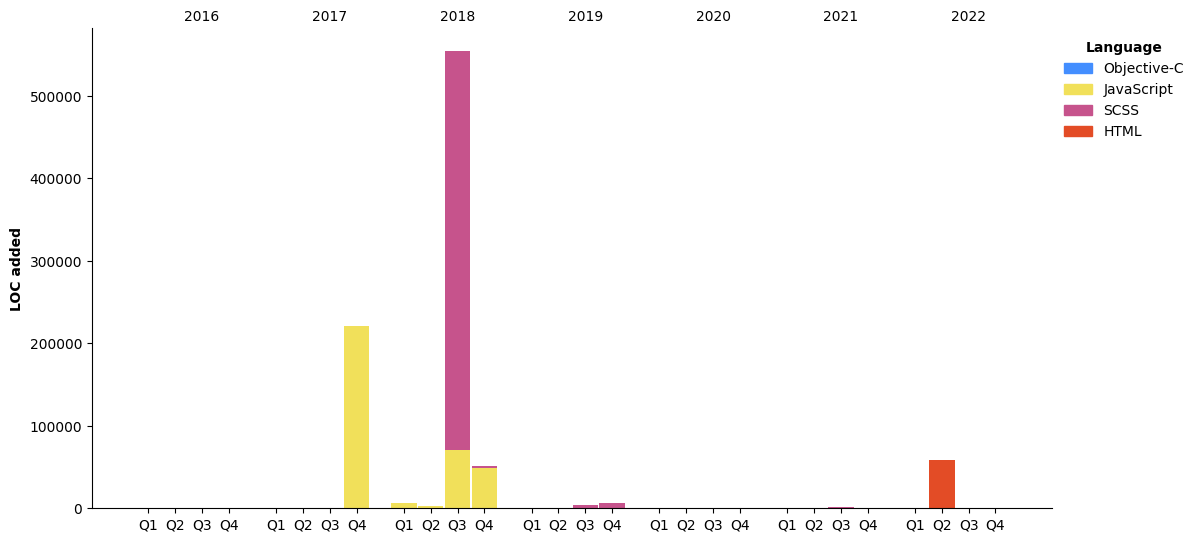 2016 2017 2018 2019 2020 2021 2022
Language
Objective-C
JavaScript
SCSS
HTML
LOC added
500000
400000
300000
200000
100000
0
Q1 Q2 Q3 Q4 Q1 Q2 Q3 Q4 Q1 Q2 Q3 Q4 Q1 Q2 Q3 Q4 Q1 Q2 Q3 Q4 Q1 Q2 Q3 Q4 Q1 Q2 Q3 Q4